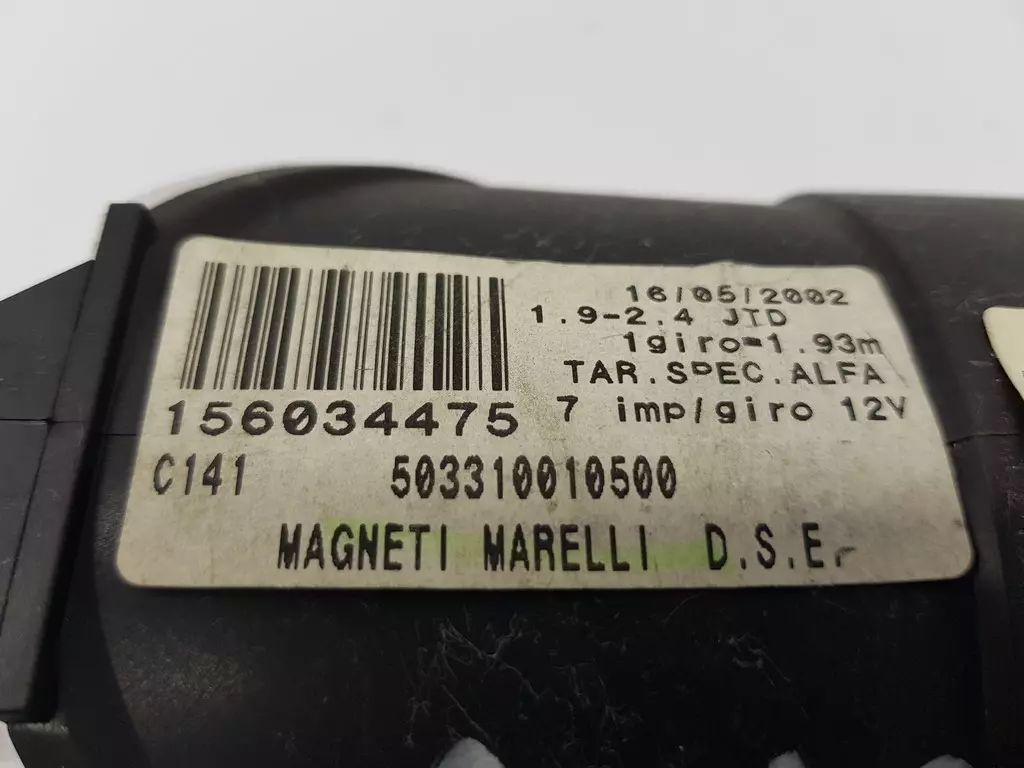 16/05/2002
1.9-2.4 JTD
1giro=1.93m
TAR.SPEC.ALFA
156034475 7 imp/giro 12V
C141 503310010500
MAGNETI MARELLI D.S.E.